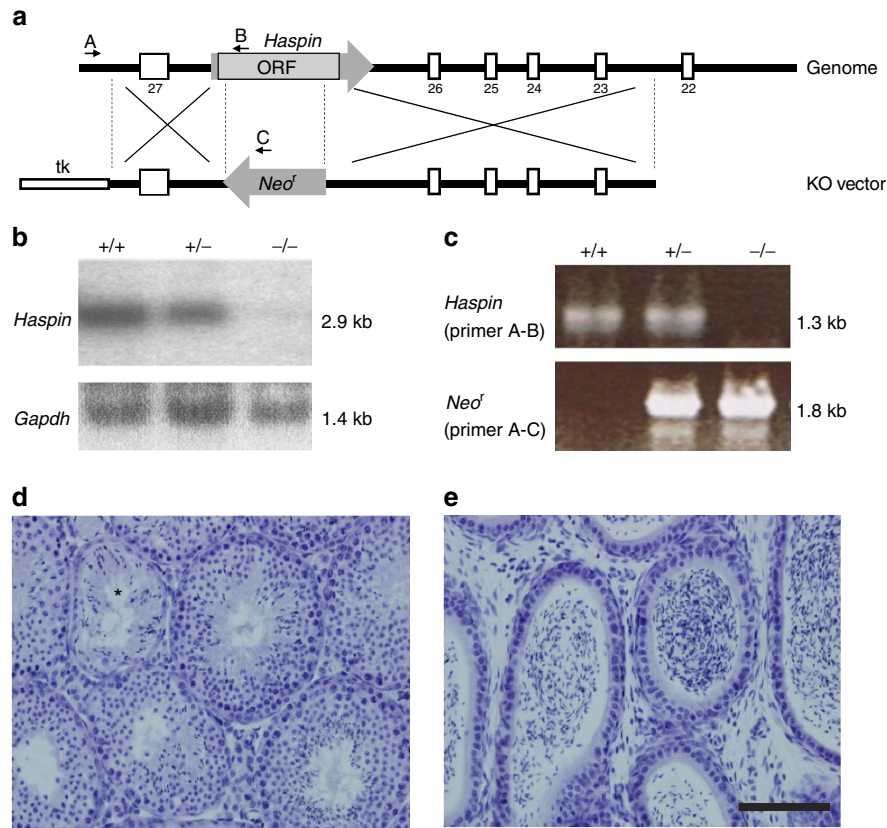 a
A
B
Haspin
ORF
Genome
27
26
25
24
23
22
C
tk
Neoʳ
KO vector
b
+/+ +/– –/–
Haspin
2.9 kb
Gapdh
1.4 kb
c
+/+ +/– –/–
Haspin
(primer A-B)
1.3 kb
Neoʳ
(primer A-C)
1.8 kb
d
*
e